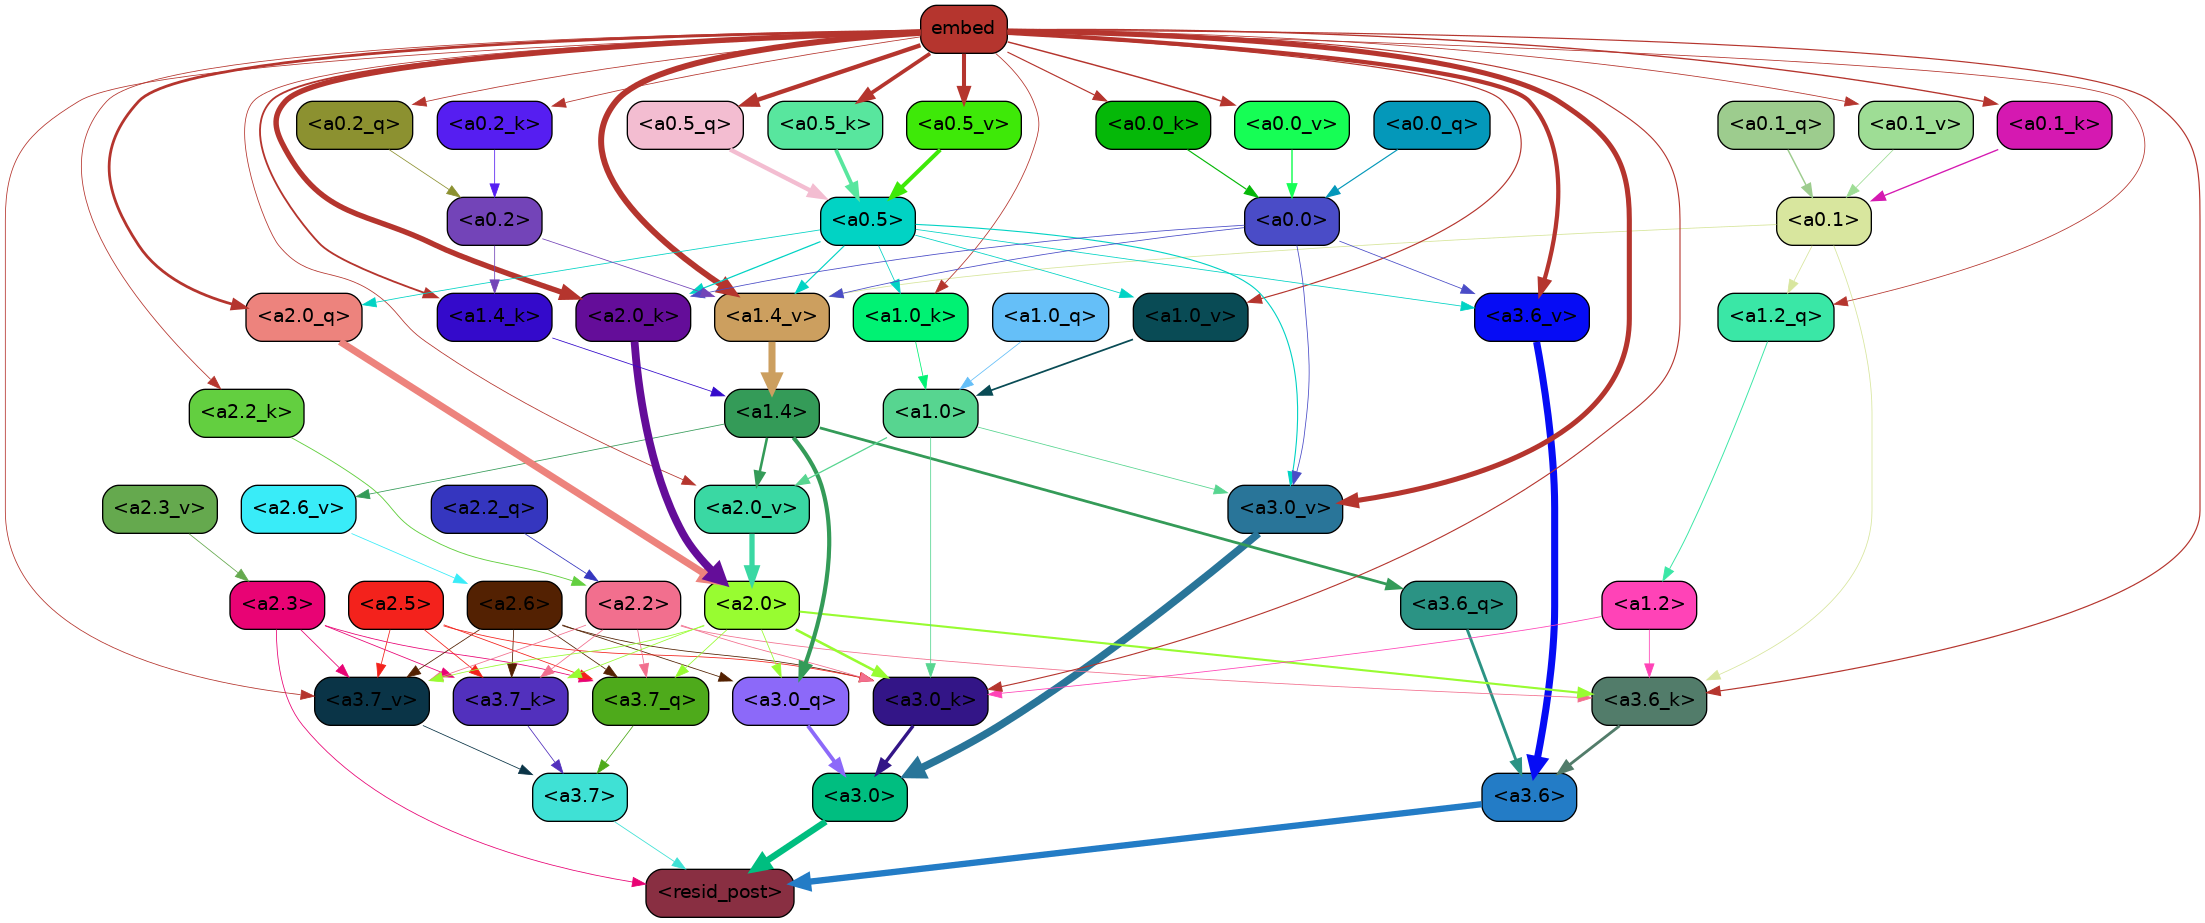 embed
<a0.2_q> <a0.2_k> <a0.5_q> <a0.5_k> <a0.5_v> <a0.0_k> <a0.0_v> <a0.0_q> <a0.1_q> <a0.1_v> <a0.1_k>
<a0.2> <a0.5> <a0.0> <a0.1>
<a2.0_q> <a1.4_k> <a2.0_k> <a1.4_v> <a1.0_k> <a1.0_q> <a1.0_v> <a3.6_v> <a1.2_q>
<a2.2_k> <a1.4> <a1.0>
<a2.3_v> <a2.6_v> <a2.2_q> <a2.0_v> <a3.0_v>
<a2.3> <a2.5> <a2.6> <a2.2> <a2.0> <a3.6_q> <a1.2>
<a3.7_v> <a3.7_k> <a3.7_q> <a3.0_q> <a3.0_k> <a3.6_k>
<a3.7> <a3.0> <a3.6>
<resid_post>